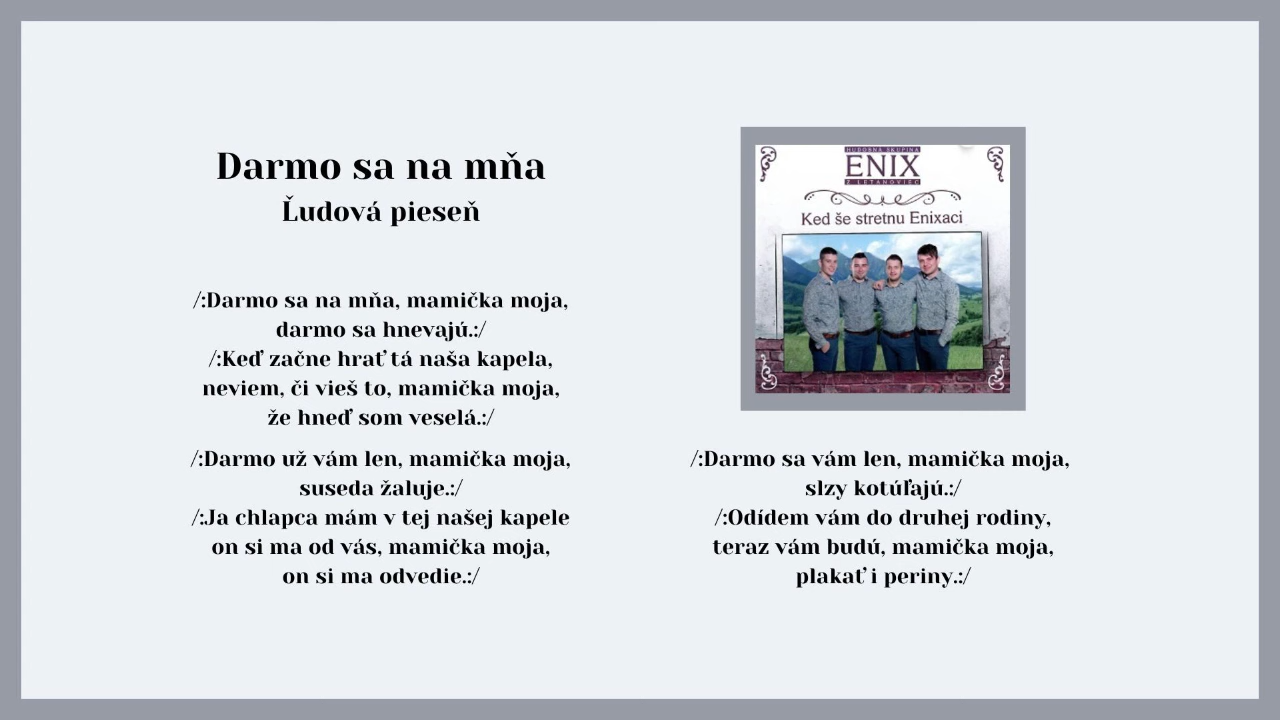 Darmo sa na mňa
Ľudová pieseň
/:Darmo sa na mňa, mamička moja,
darmo sa hnevajú.:/
/:Keď začne hrať tá naša kapela,
neviem, či vieš to, mamička moja,
že hneď som veselá.:/
/:Darmo už vám len, mamička moja,
suseda žaluje.:/
/:Ja chlapca mám v tej našej kapele
on si ma od vás, mamička moja,
on si ma odvedie.:/
HUDOBNÁ SKUPINA
ENIX
Z LETANOVIEC
Ked še stretnu Enixaci
/:Darmo sa vám len, mamička moja,
slzy kotúľajú.:/
/:Odídem vám do druhej rodiny,
teraz vám budú, mamička moja,
plakať i periny.:/